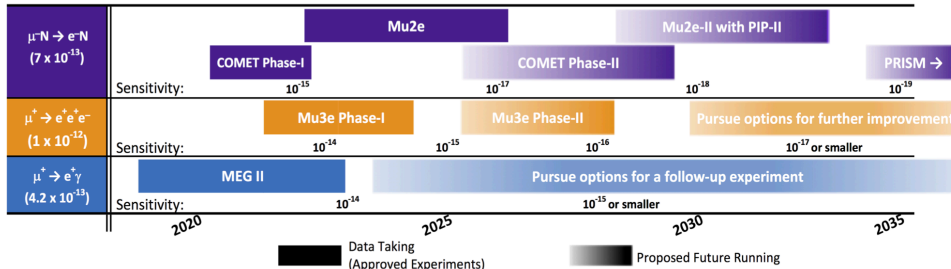 μ⁻N → e⁻N
(7 x 10⁻¹³)
Mu2e
Mu2e-II with PIP-II
COMET Phase-I
COMET Phase-II
PRISM →
Sensitivity:
10⁻¹⁵
10⁻¹⁷
10⁻¹⁸
10⁻¹⁹
μ⁺ → e⁺e⁺e⁻
(1 x 10⁻¹²)
Mu3e Phase-I
Mu3e Phase-II
Pursue options for further improvement
Sensitivity:
10⁻¹⁴
10⁻¹⁵
10⁻¹⁶
10⁻¹⁷ or smaller
μ⁺ → e⁺γ
(4.2 x 10⁻¹³)
MEG II
Pursue options for a follow-up experiment
Sensitivity:
10⁻¹⁴
10⁻¹⁵ or smaller
2020
2025
2030
2035
Data Taking
(Approved Experiments)
Proposed Future Running